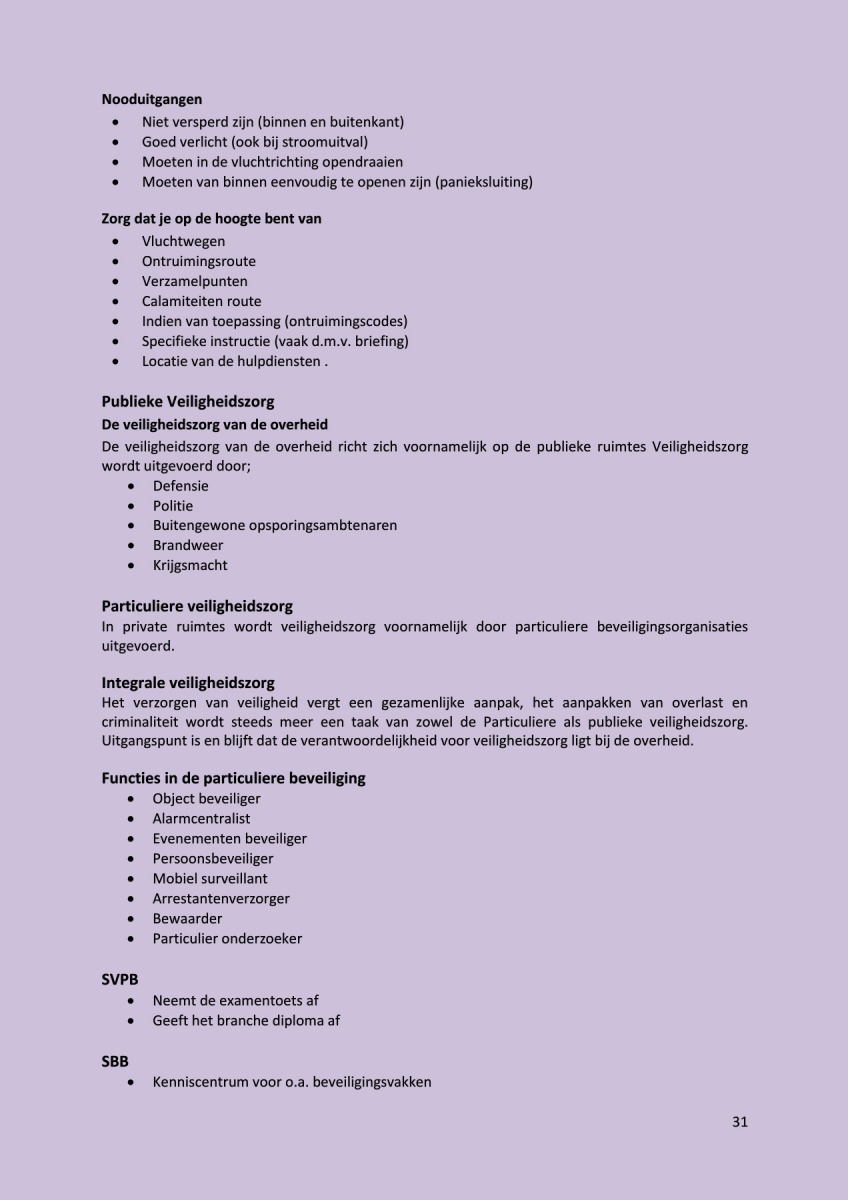 Nooduitgangen
• Niet versperd zijn (binnen en buitenkant)
• Goed verlicht (ook bij stroomuitval)
• Moeten in de vluchtrichting opendraaien
• Moeten van binnen eenvoudig te openen zijn (panieksluiting)
Zorg dat je op de hoogte bent van
• Vluchtwegen
• Ontruimingsroute
• Verzamelpunten
• Calamiteiten route
• Indien van toepassing (ontruimingscodes)
• Specifieke instructie (vaak d.m.v. briefing)
• Locatie van de hulpdiensten .
Publieke Veiligheidszorg
De veiligheidszorg van de overheid
De veiligheidszorg van de overheid richt zich voornamelijk op de publieke ruimtes Veiligheidszorg
wordt uitgevoerd door;
• Defensie
• Politie
• Buitengewone opsporingsambtenaren
• Brandweer
• Krijgsmacht
Particuliere veiligheidszorg
In private ruimtes wordt veiligheidszorg voornamelijk door particuliere beveiligingsorganisaties
uitgevoerd.
Integrale veiligheidszorg
Het verzorgen van veiligheid vergt een gezamenlijke aanpak, het aanpakken van overlast en
criminaliteit wordt steeds meer een taak van zowel de Particuliere als publieke veiligheidszorg.
Uitgangspunt is en blijft dat de verantwoordelijkheid voor veiligheidszorg ligt bij de overheid.
Functies in de particuliere beveiliging
• Object beveiliger
• Alarmcentralist
• Evenementen beveiliger
• Persoonsbeveiliger
• Mobiel surveillant
• Arrestantenverzorger
• Bewaarder
• Particulier onderzoeker
SVPB
• Neemt de examentoets af
• Geeft het branche diploma af
SBB
• Kenniscentrum voor o.a. beveiligingsvakken
31